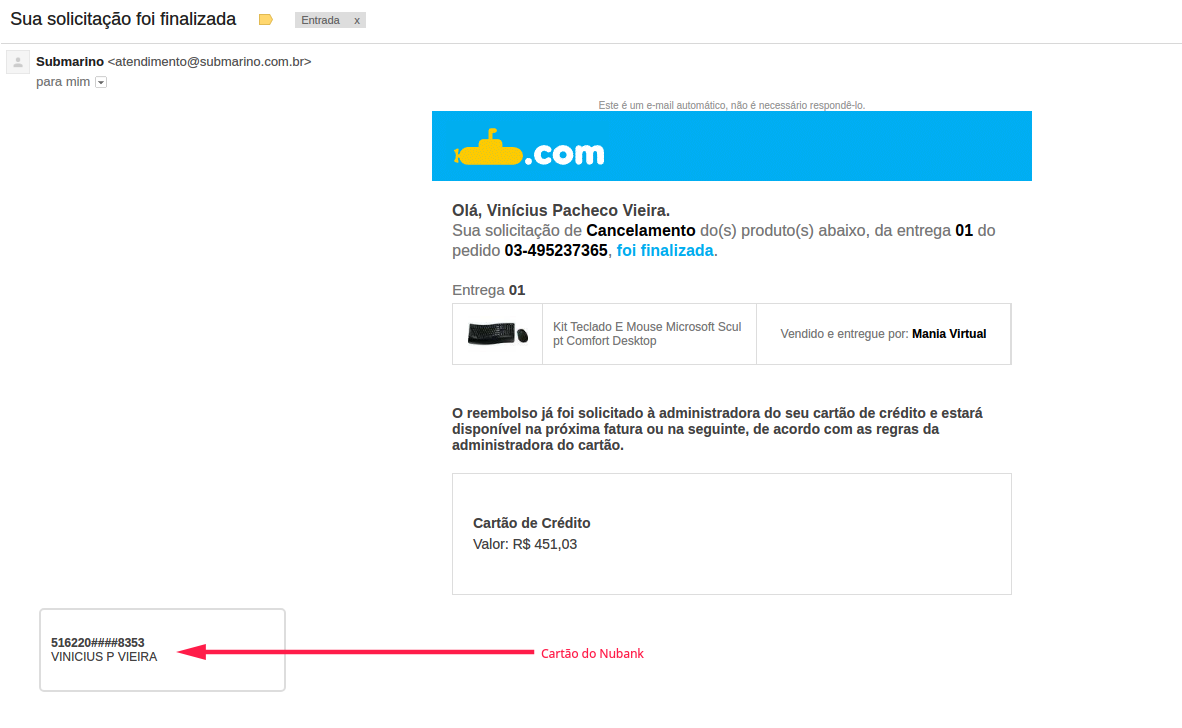 Sua solicitação foi finalizada
Entrada x
Submarino <atendimento@submarino.com.br>
para mim
Este é um e-mail automático, não é necessário respondê-lo.
.com
Olá, Vinícius Pacheco Vieira.
Sua solicitação de Cancelamento do(s) produto(s) abaixo, da entrega 01 do
pedido 03-495237365, foi finalizada.
Entrega 01
Kit Teclado E Mouse Microsoft Scul
pt Comfort Desktop
Vendido e entregue por: Mania Virtual
O reembolso já foi solicitado à administradora do seu cartão de crédito e estará
disponível na próxima fatura ou na seguinte, de acordo com as regras da
administradora do cartão.
Cartão de Crédito
Valor: R$ 451,03
516220####8353
VINICIUS P VIEIRA
Cartão do Nubank